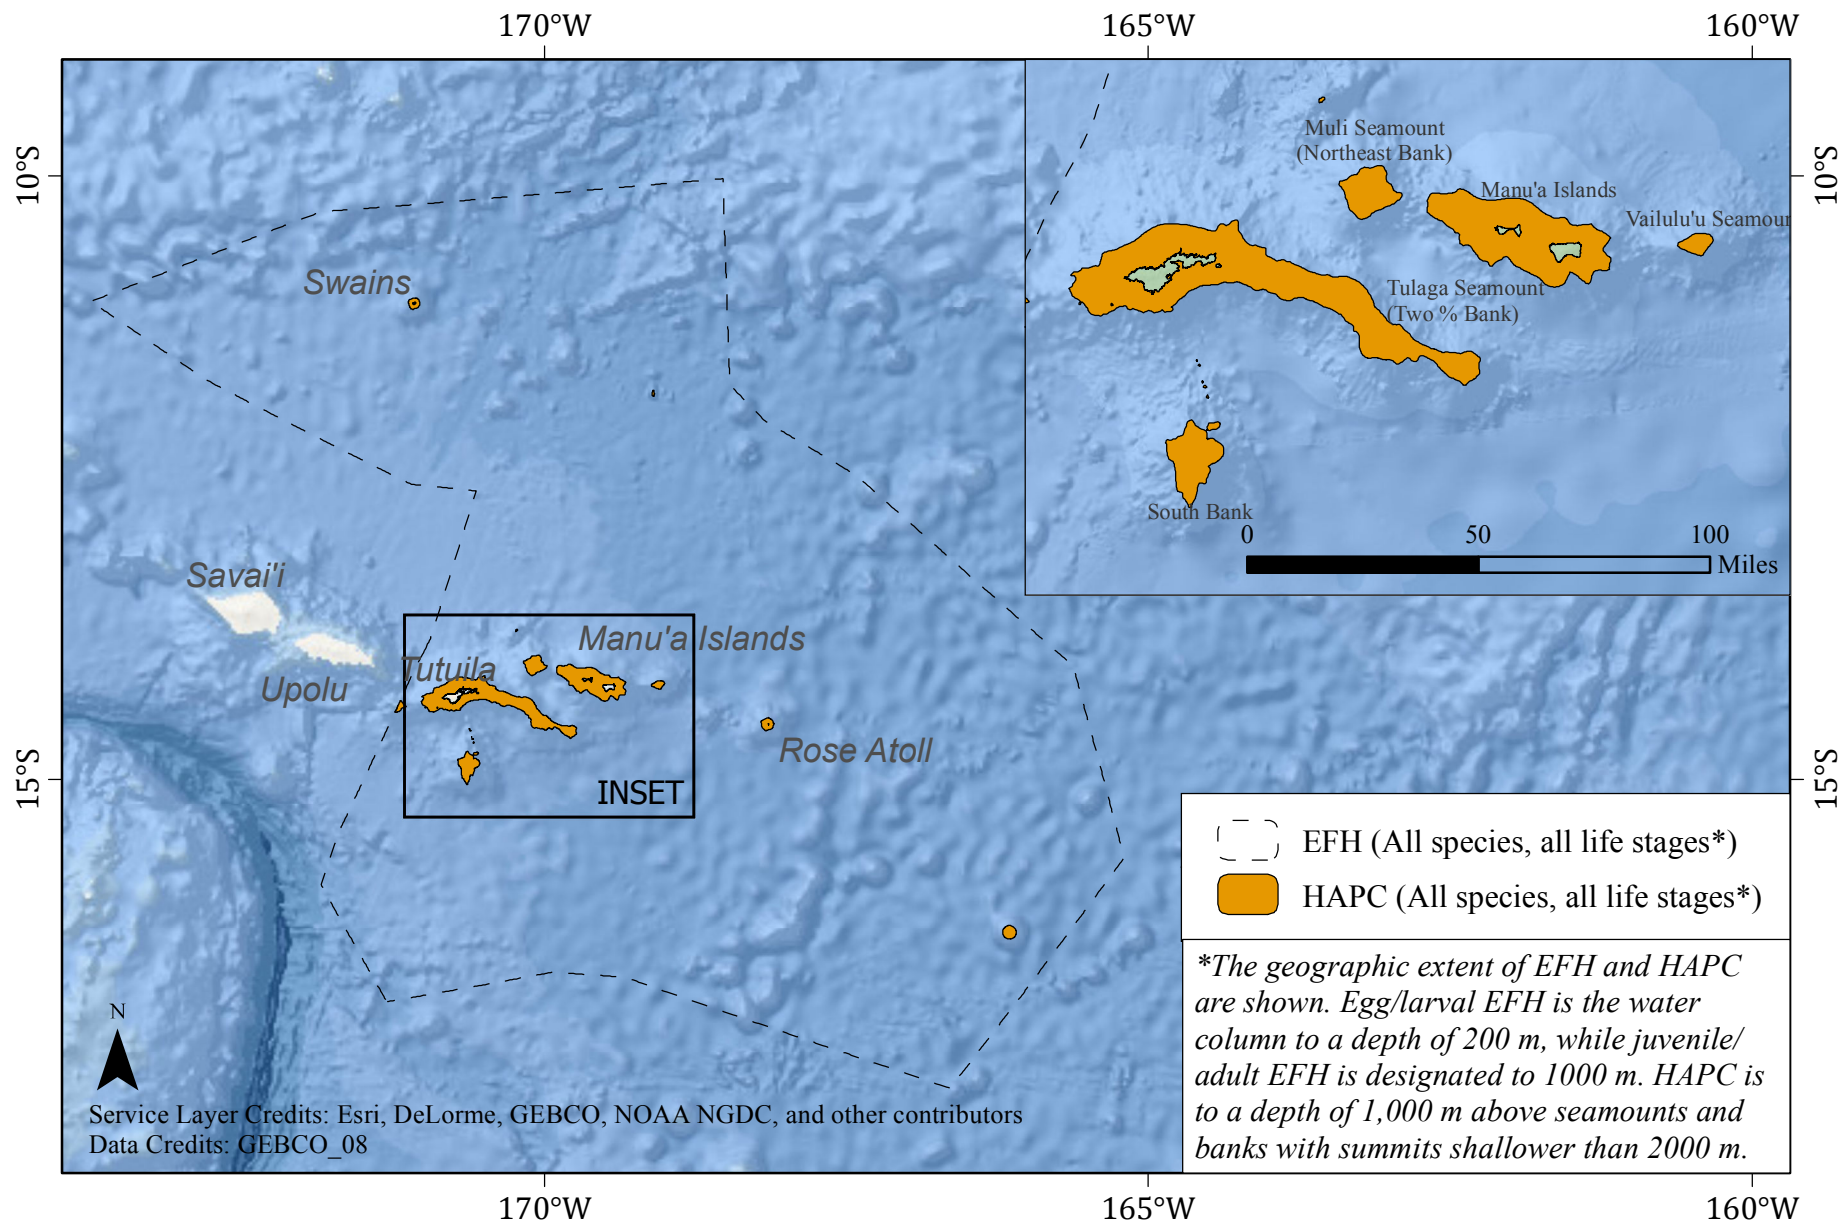 170°W
165°W
160°W
10°S
10°S
Muli Seamount
(Northeast Bank)
Manu'a Islands
Vailulu'u Seamoun
Tulaga Seamount
(Two % Bank)
South Bank
0 50 100
Miles
Swains
Savai'i
Upolu
Tutuila
Manu'a Islands
Rose Atoll
INSET
15°S
15°S
EFH (All species, all life stages*)
HAPC (All species, all life stages*)
*The geographic extent of EFH and HAPC
are shown. Egg/larval EFH is the water
column to a depth of 200 m, while juvenile/
adult EFH is designated to 1000 m. HAPC is
to a depth of 1,000 m above seamounts and
banks with summits shallower than 2000 m.
N
Service Layer Credits: Esri, DeLorme, GEBCO, NOAA NGDC, and other contributors
Data Credits: GEBCO_08
170°W
165°W
160°W